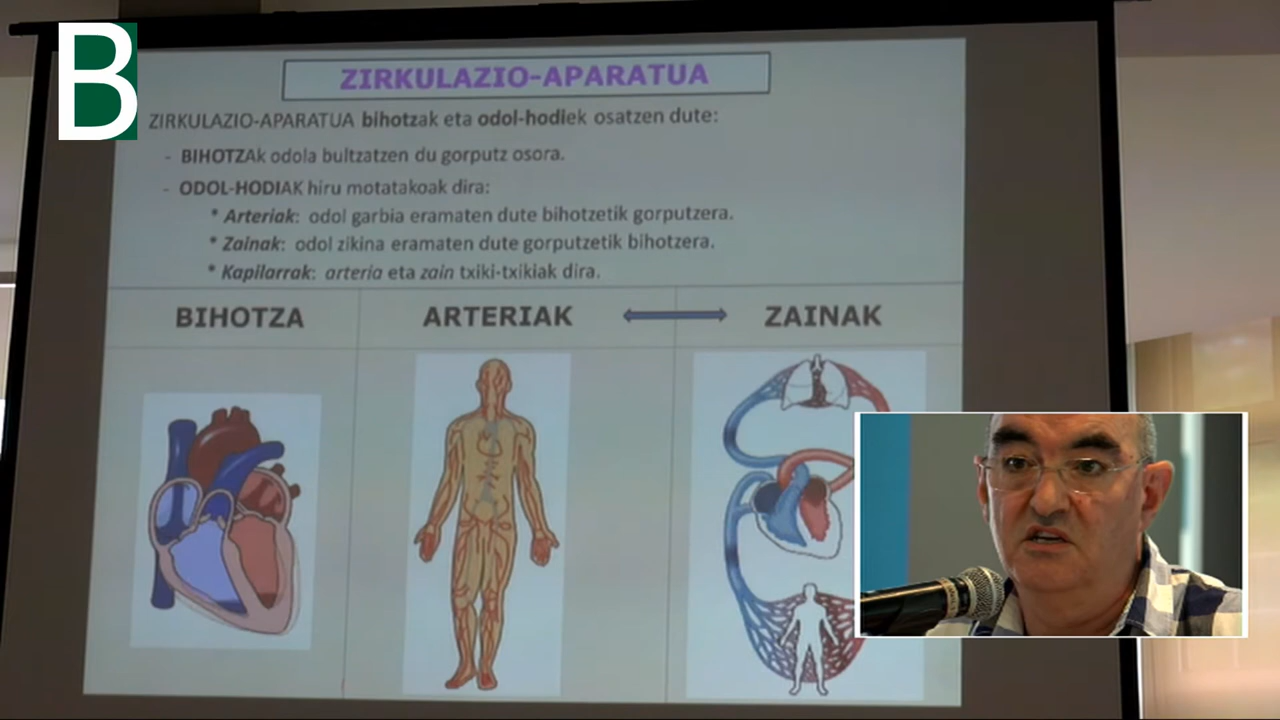 B
ZIRKULAZIO-APARATUA
ZIRKULAZIO-APARATUA bihotzak eta odol-hodiek osatzen dute:
- BIHOTZAk odola bultzatzen du gorputz osora.
- ODOL-HODIAK hiru motatakoak dira:
* Arteriak: odol garbia eramaten dute bihotzetik gorputzera.
* Zainak: odol zikina eramaten dute gorputzetik bihotzera.
* Kapilarrak: arteria eta zain txiki-txikiak dira.
BIHOTZA ARTERIAK ZAINAK